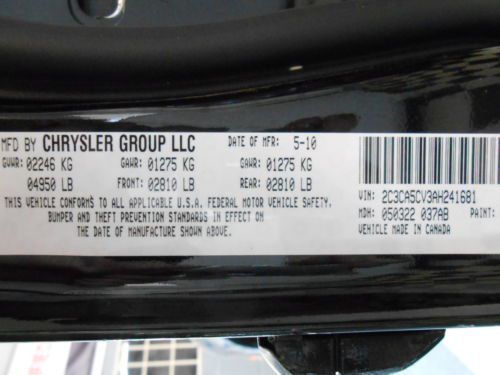 MFD BY CHRYSLER GROUP LLC DATE OF MFR: 5-10
GVWR: 02246 KG GAWR: 01275 KG GAWR: 01275 KG
04950 LB FRONT: 02810 LB REAR: 02810 LB
THIS VEHICLE CONFORMS TO ALL APPLICABLE U.S.A. FEDERAL MOTOR VEHICLE SAFETY,
BUMPER AND THEFT PREVENTION STANDARDS IN EFFECT ON
THE DATE OF MANUFACTURE SHOWN ABOVE.
VIN: 2C3CA5CV3AH241681
MDH: 050322 037AB PAINT:
VEHICLE MADE IN CANADA